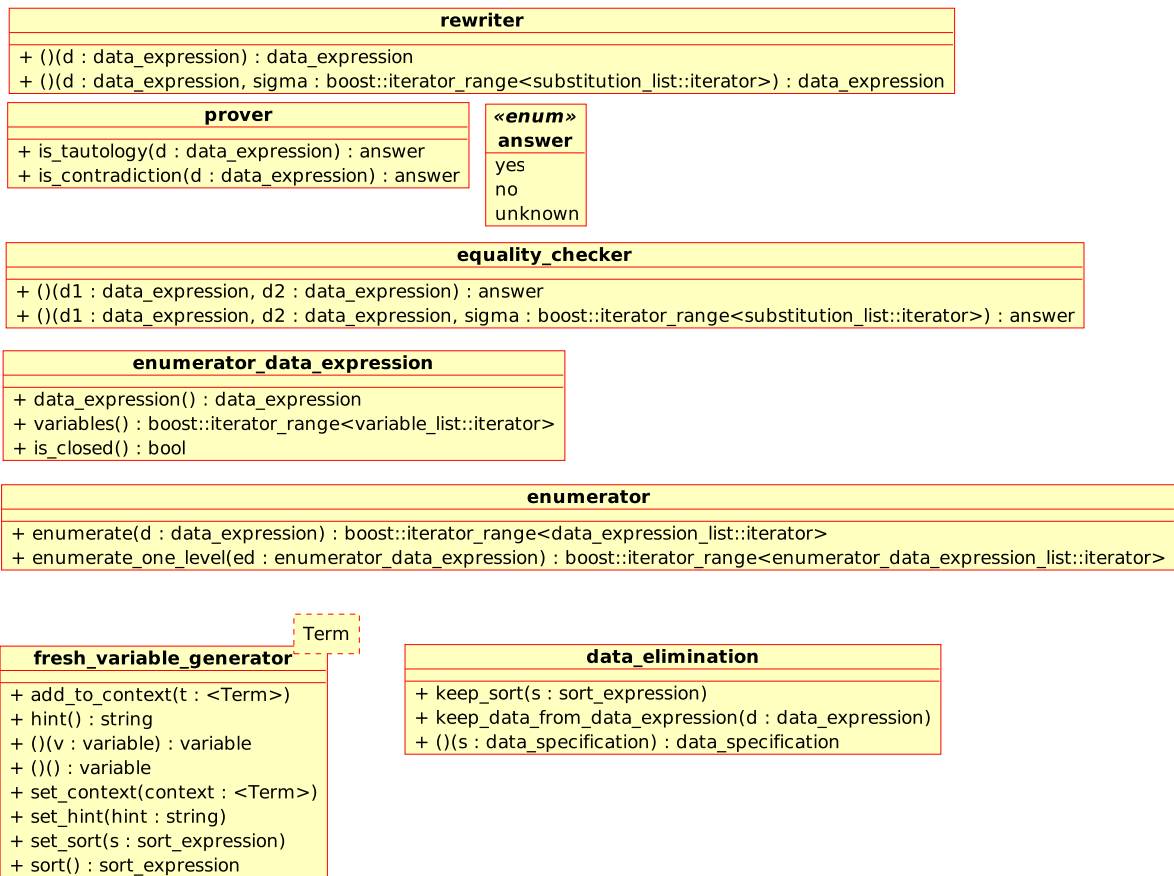 rewriter
+ ()(d : data_expression) : data_expression
+ ()(d : data_expression, sigma : boost::iterator_range<substitution_list::iterator>) : data_expression
prover
+ is_tautology(d : data_expression) : answer
+ is_contradiction(d : data_expression) : answer
«enum»
answer
yes
no
unknown
equality_checker
+ ()(d1 : data_expression, d2 : data_expression) : answer
+ ()(d1 : data_expression, d2 : data_expression, sigma : boost::iterator_range<substitution_list::iterator>) : answer
enumerator_data_expression
+ data_expression() : data_expression
+ variables() : boost::iterator_range<variable_list::iterator>
+ is_closed() : bool
enumerator
+ enumerate(d : data_expression) : boost::iterator_range<data_expression_list::iterator>
+ enumerate_one_level(ed : enumerator_data_expression) : boost::iterator_range<enumerator_data_expression_list::iterator>
Term
fresh_variable_generator
+ add_to_context(t : <Term>)
+ hint() : string
+ ()(v : variable) : variable
+ ()() : variable
+ set_context(context : <Term>)
+ set_hint(hint : string)
+ set_sort(s : sort_expression)
+ sort() : sort_expression
data_elimination
+ keep_sort(s : sort_expression)
+ keep_data_from_data_expression(d : data_expression)
+ ()(s : data_specification) : data_specification